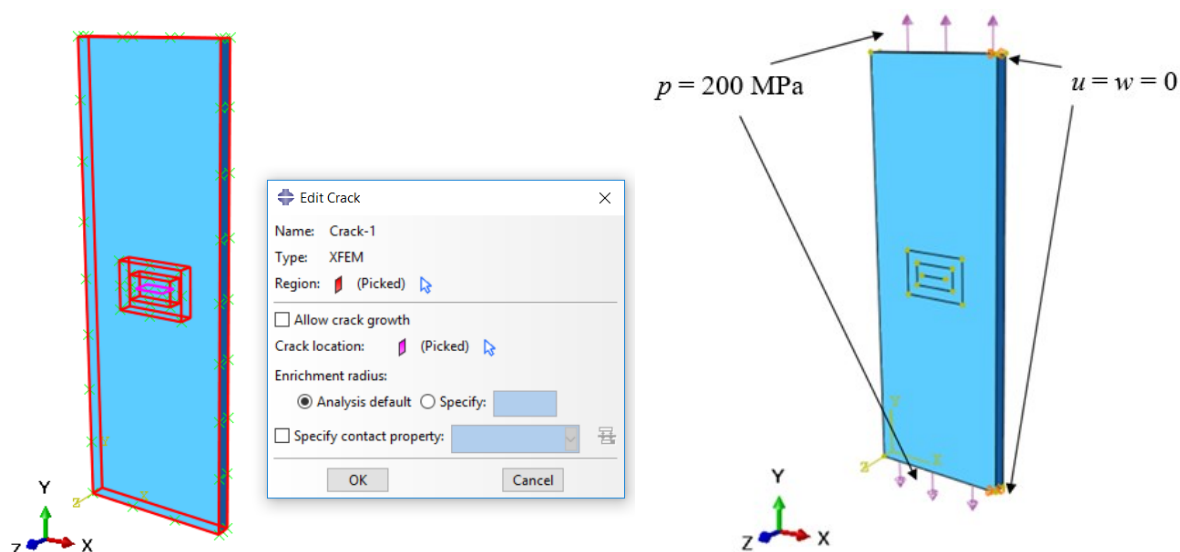 Edit Crack
Name: Crack-1
Type: XFEM
Region: (Picked)
Allow crack growth
Crack location: (Picked)
Enrichment radius:
Analysis default Specify:
Specify contact property:
OK Cancel
Y
Z X
Z
p = 200 MPa
u = w = 0
Y
Z
Y
Z X